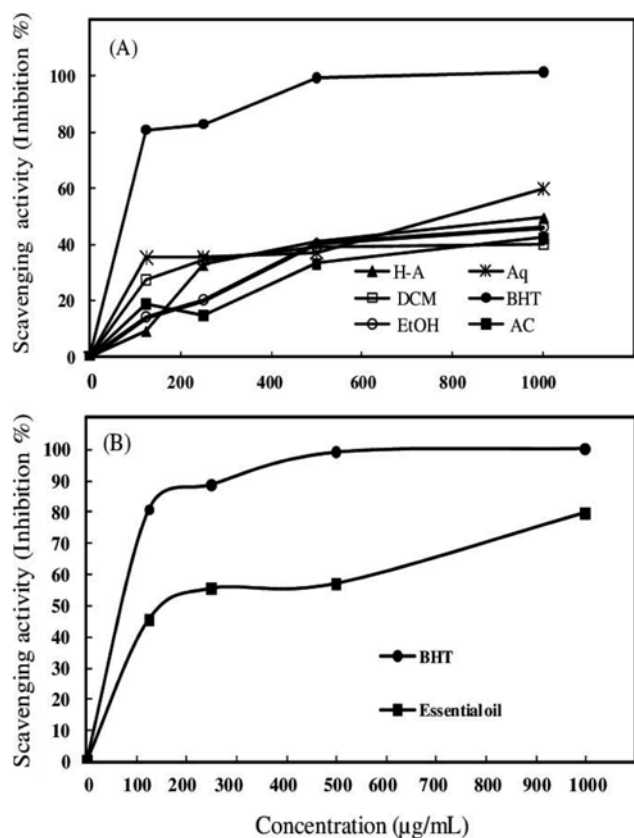 (A)
Scavenging activity (Inhibition %)
100
80
60
40
20
0
H-A
Aq
DCM
BHT
EtOH
AC
0 200 400 600 800 1000
(B)
Scavenging activity (Inhibition %)
100
90
80
70
60
50
40
30
20
10
0
BHT
Essential oil
0 100 200 300 400 500 600 700 800 900 1000
Concentration (µg/mL)